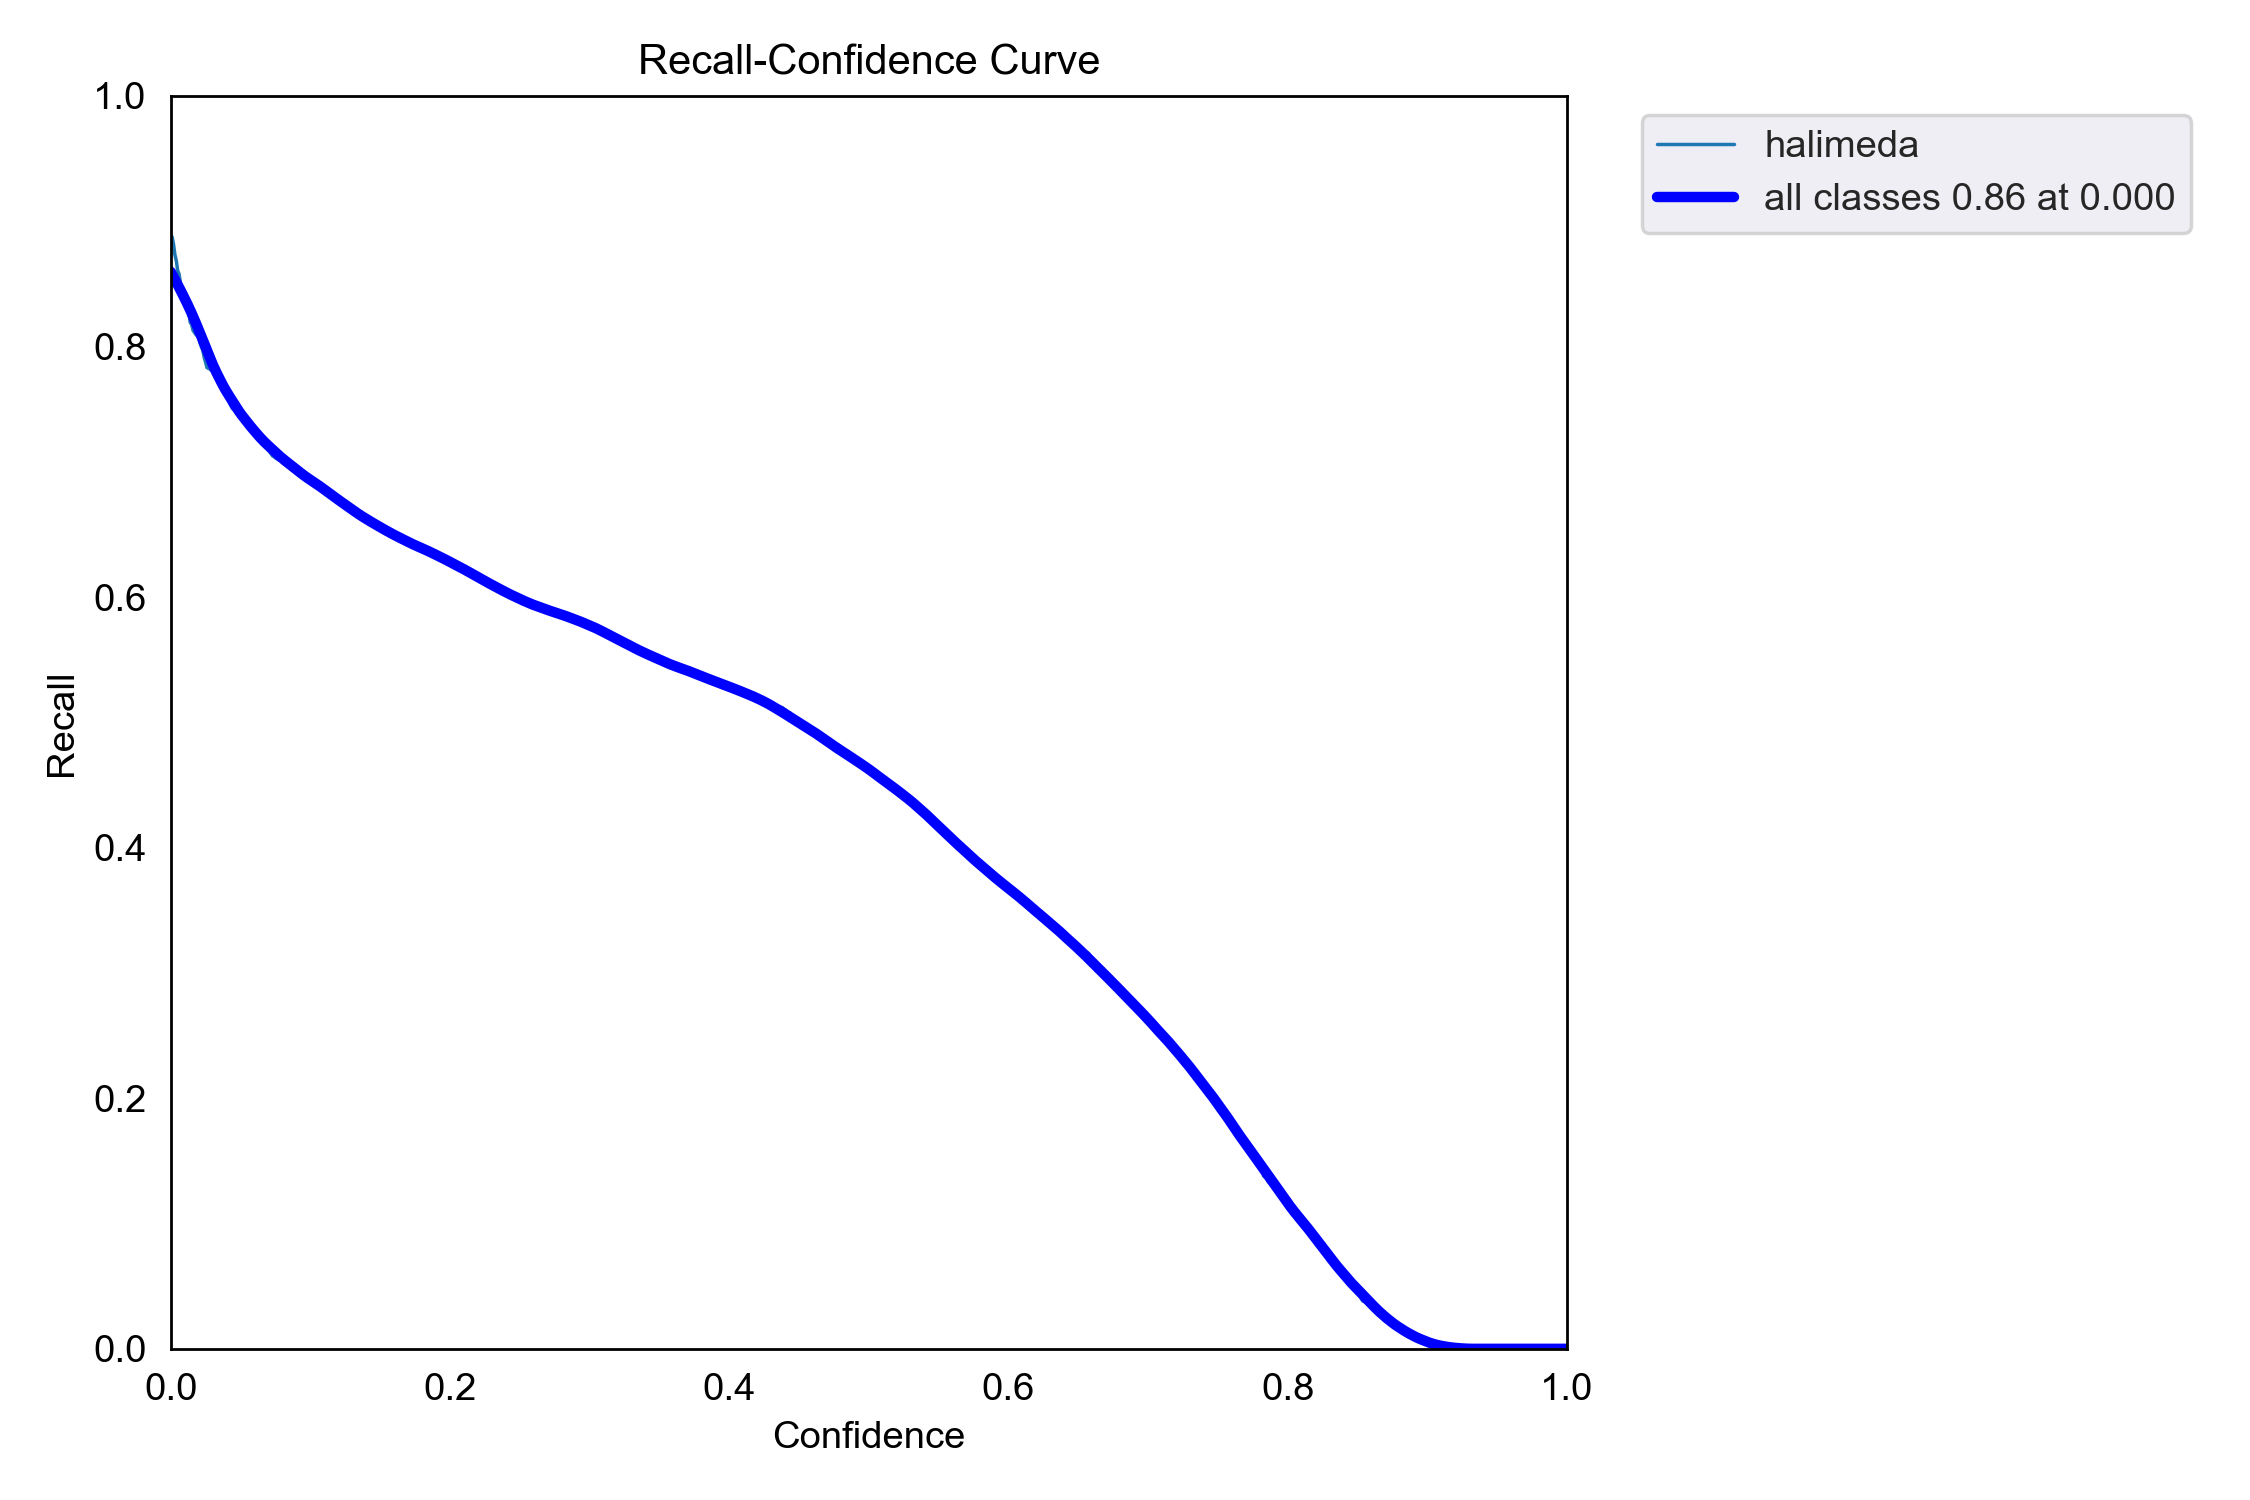 Recall-Confidence Curve
1.0
0.8
0.6
0.4
0.2
0.0
Recall
0.0 0.2 0.4 0.6 0.8 1.0
Confidence
halimeda
all classes 0.86 at 0.000